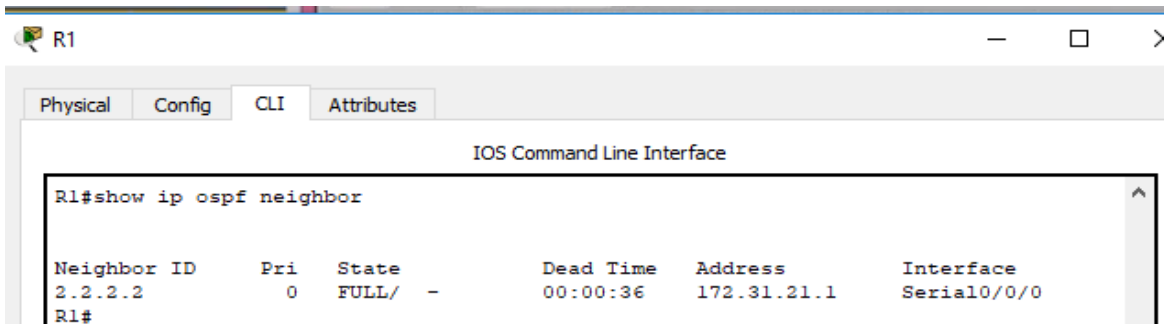 R1
Physical Config CLI Attributes
IOS Command Line Interface
R1#show ip ospf neighbor
Neighbor ID Pri State Dead Time Address Interface
2.2.2.2 0 FULL/ - 00:00:36 172.31.21.1 Serial0/0/0
R1#